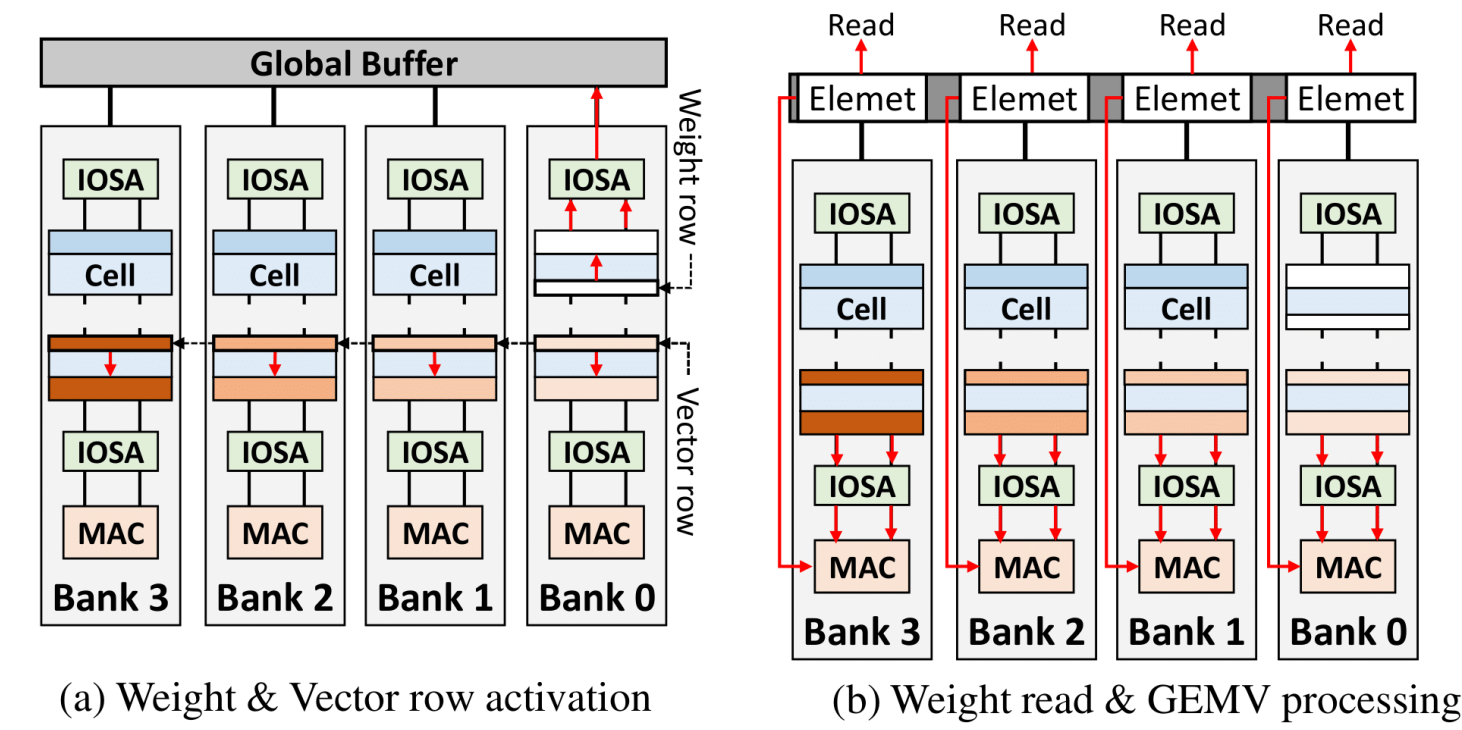 Global Buffer
IOSA IOSA IOSA IOSA
Weight row
Cell Cell Cell
Vector row
IOSA IOSA IOSA IOSA
MAC MAC MAC MAC
Bank 3 Bank 2 Bank 1 Bank 0
(a) Weight & Vector row activation
Read Read Read Read
Elemet Elemet Elemet Elemet
IOSA IOSA IOSA IOSA
Cell Cell Cell
IOSA IOSA IOSA IOSA
MAC MAC MAC MAC
Bank 3 Bank 2 Bank 1 Bank 0
(b) Weight read & GEMV processing